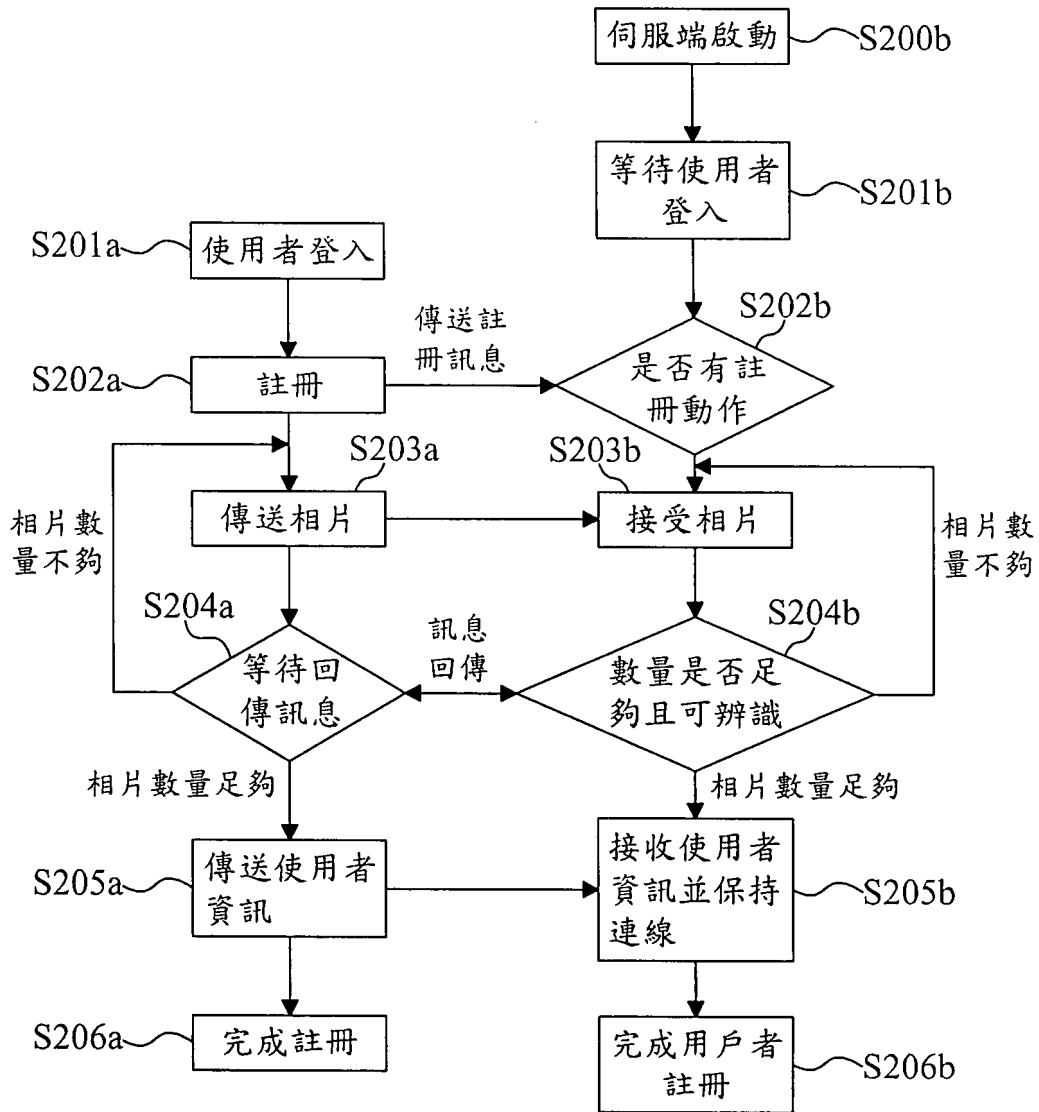 伺服端啟動
S200b
等待使用者
登入
S201b
S201a
使用者登入
S202b
傳送註
冊訊息
是否有註
冊動作
S202a
註冊
S203a
S203b
傳送相片
接受相片
相片數
量不夠
相片數
量不夠
S204a
訊息
回傳
S204b
等待回
傳訊息
數量是否足
夠且可辨識
相片數量足夠
相片數量足夠
S205a
傳送使用者
資訊
接收使用者
資訊並保持
連線
S205b
S206a
完成註冊
完成用戶者
註冊
S206b